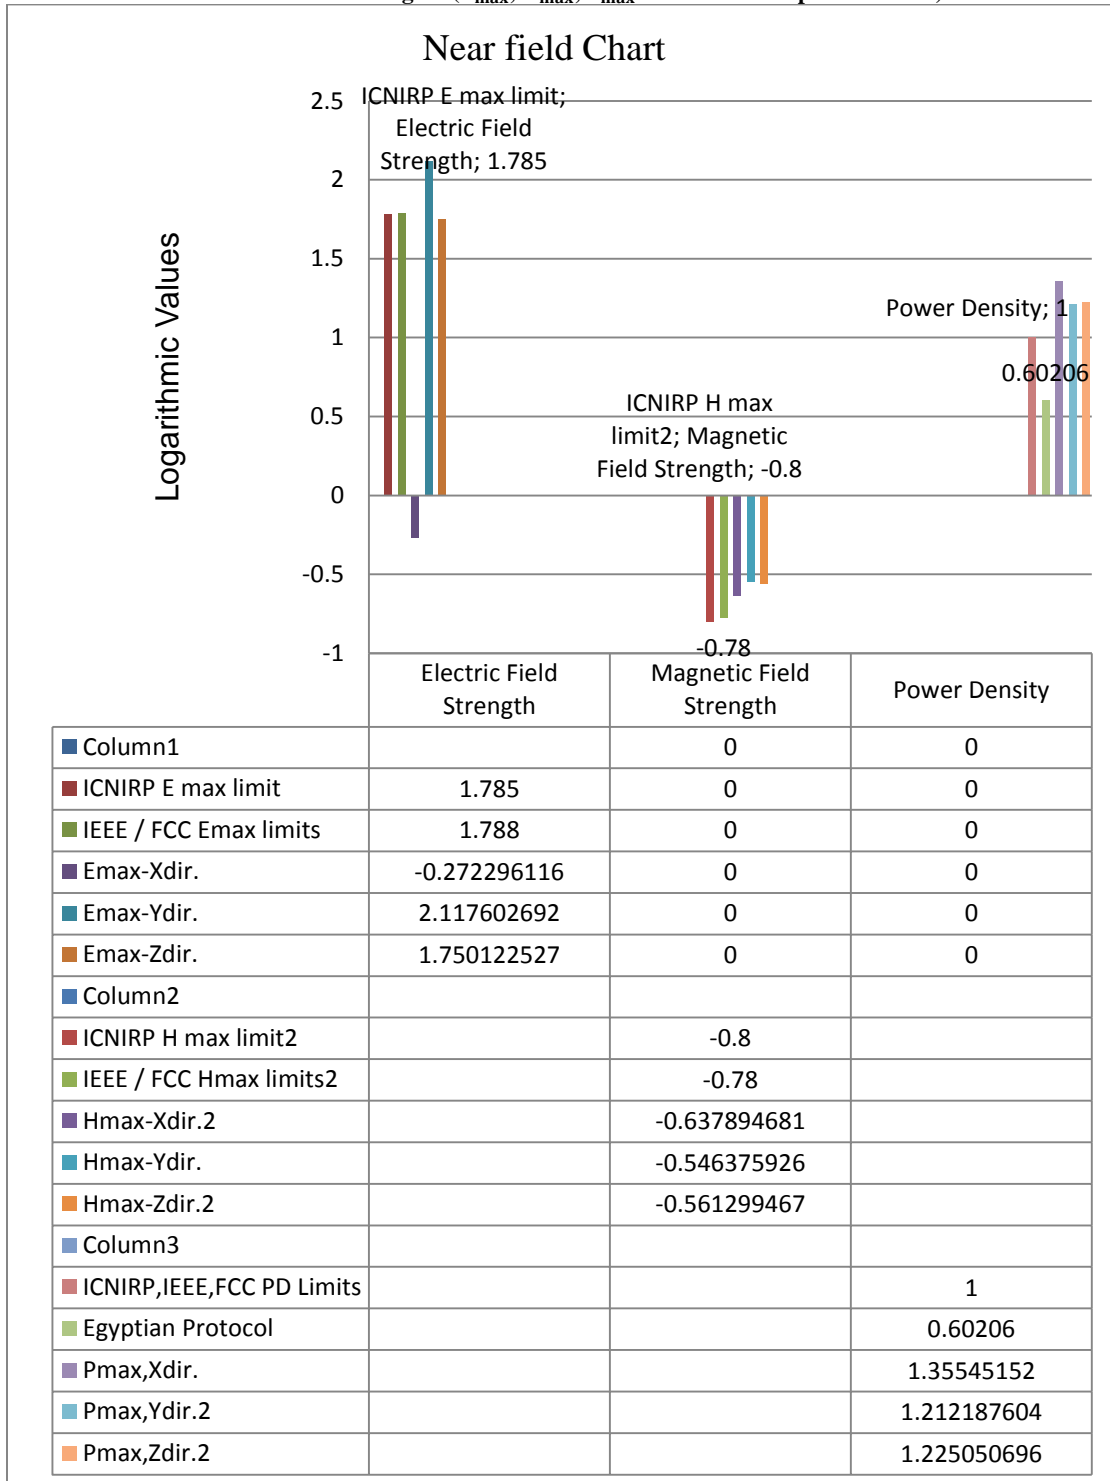 Near field Chart
ICNIRP E max limit;
Electric Field
Strength; 1.785
2.5
2
1.5
1
0.5
0
-0.5
-1
Logarithmic Values
Power Density; 1
0.60206
ICNIRP H max
limit2; Magnetic
Field Strength; -0.8
-0.78
Electric Field Strength Magnetic Field Strength Power Density
Column1 0 0
ICNIRP E max limit 1.785 0 0
IEEE / FCC Emax limits 1.788 0 0
Emax-Xdir. -0.272296116 0 0
Emax-Ydir. 2.117602692 0 0
Emax-Zdir. 1.750122527 0 0
Column2
ICNIRP H max limit2 -0.8
IEEE / FCC Hmax limits2 -0.78
Hmax-Xdir.2 -0.637894681
Hmax-Ydir. -0.546375926
Hmax-Zdir.2 -0.561299467
Column3
ICNIRP,IEEE,FCC PD Limits 1
Egyptian Protocol 0.60206
Pmax,Xdir. 1.35545152
Pmax,Ydir.2 1.212187604
Pmax,Zdir.2 1.225050696